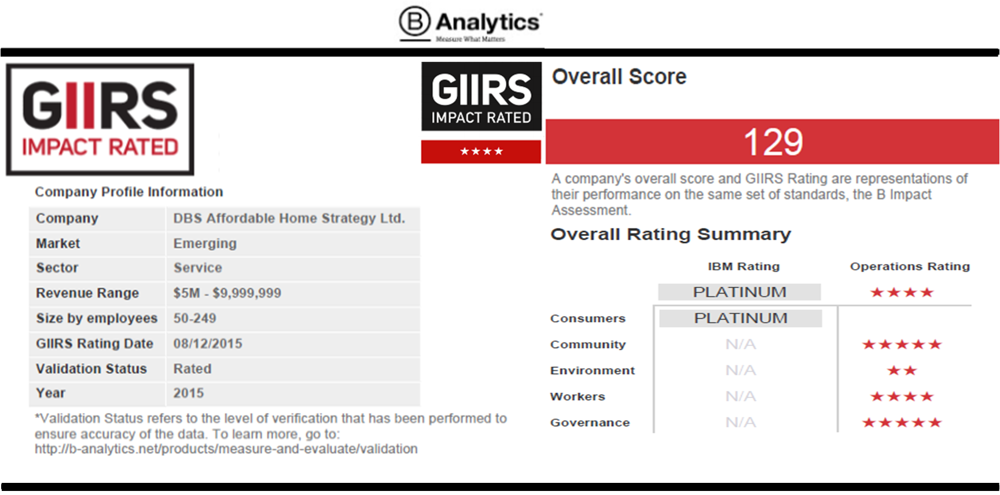 B Analytics
Measure What Matters
GIIRS
IMPACT RATED
Company Profile Information
Company DBS Affordable Home Strategy Ltd.
Market Emerging
Sector Service
Revenue Range $5M - $9,999,999
Size by employees 50-249
GIIRS Rating Date 08/12/2015
Validation Status Rated
Year 2015
*Validation Status refers to the level of verification that has been performed to
ensure accuracy of the data. To learn more, go to:
http://b-analytics.net/products/measure-and-evaluate/validation
GIIRS
IMPACT RATED
★★★★
Overall Score
129
A company's overall score and GIIRS Rating are representations of
their performance on the same set of standards, the B Impact
Assessment.
Overall Rating Summary
IBM Rating Operations Rating
PLATINUM ★★★★
Consumers PLATINUM
Community N/A ★★★★★
Environment N/A ★★
Workers N/A ★★★★
Governance N/A ★★★★★